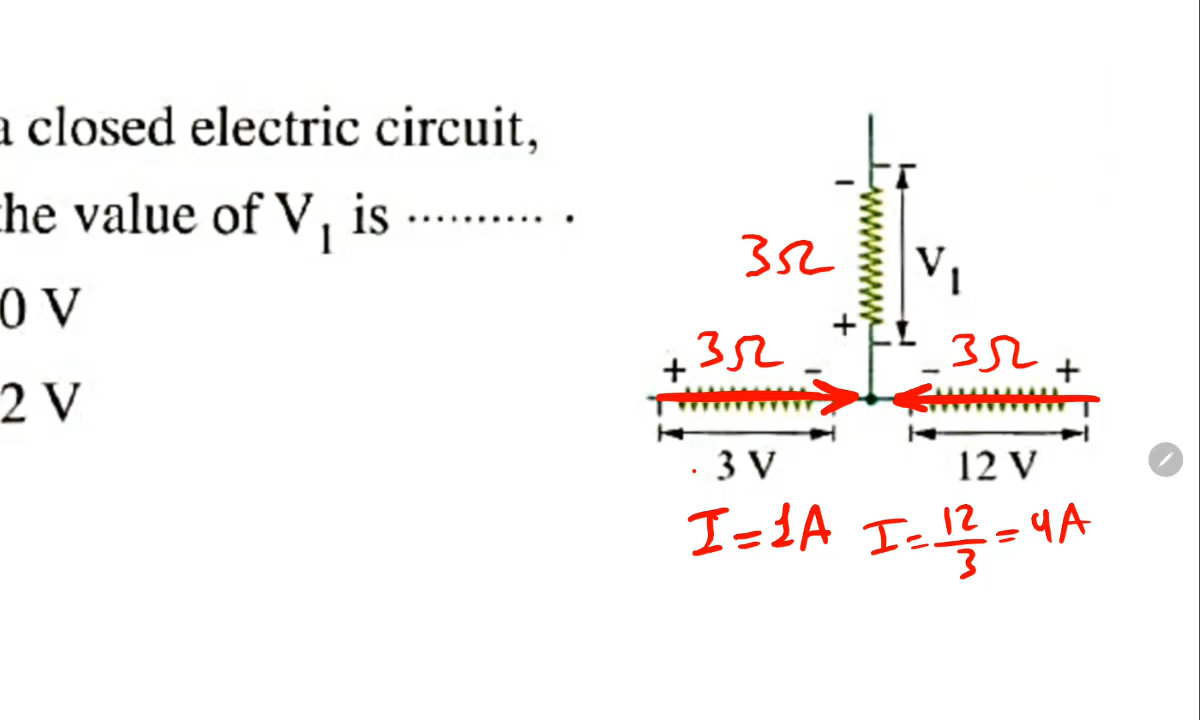 a closed electric circuit,
the value of V₁ is .......... .
0 V
2 V
3Ω
V₁
3Ω
3Ω
3 V
12 V
I=1A
I=12/3=4A